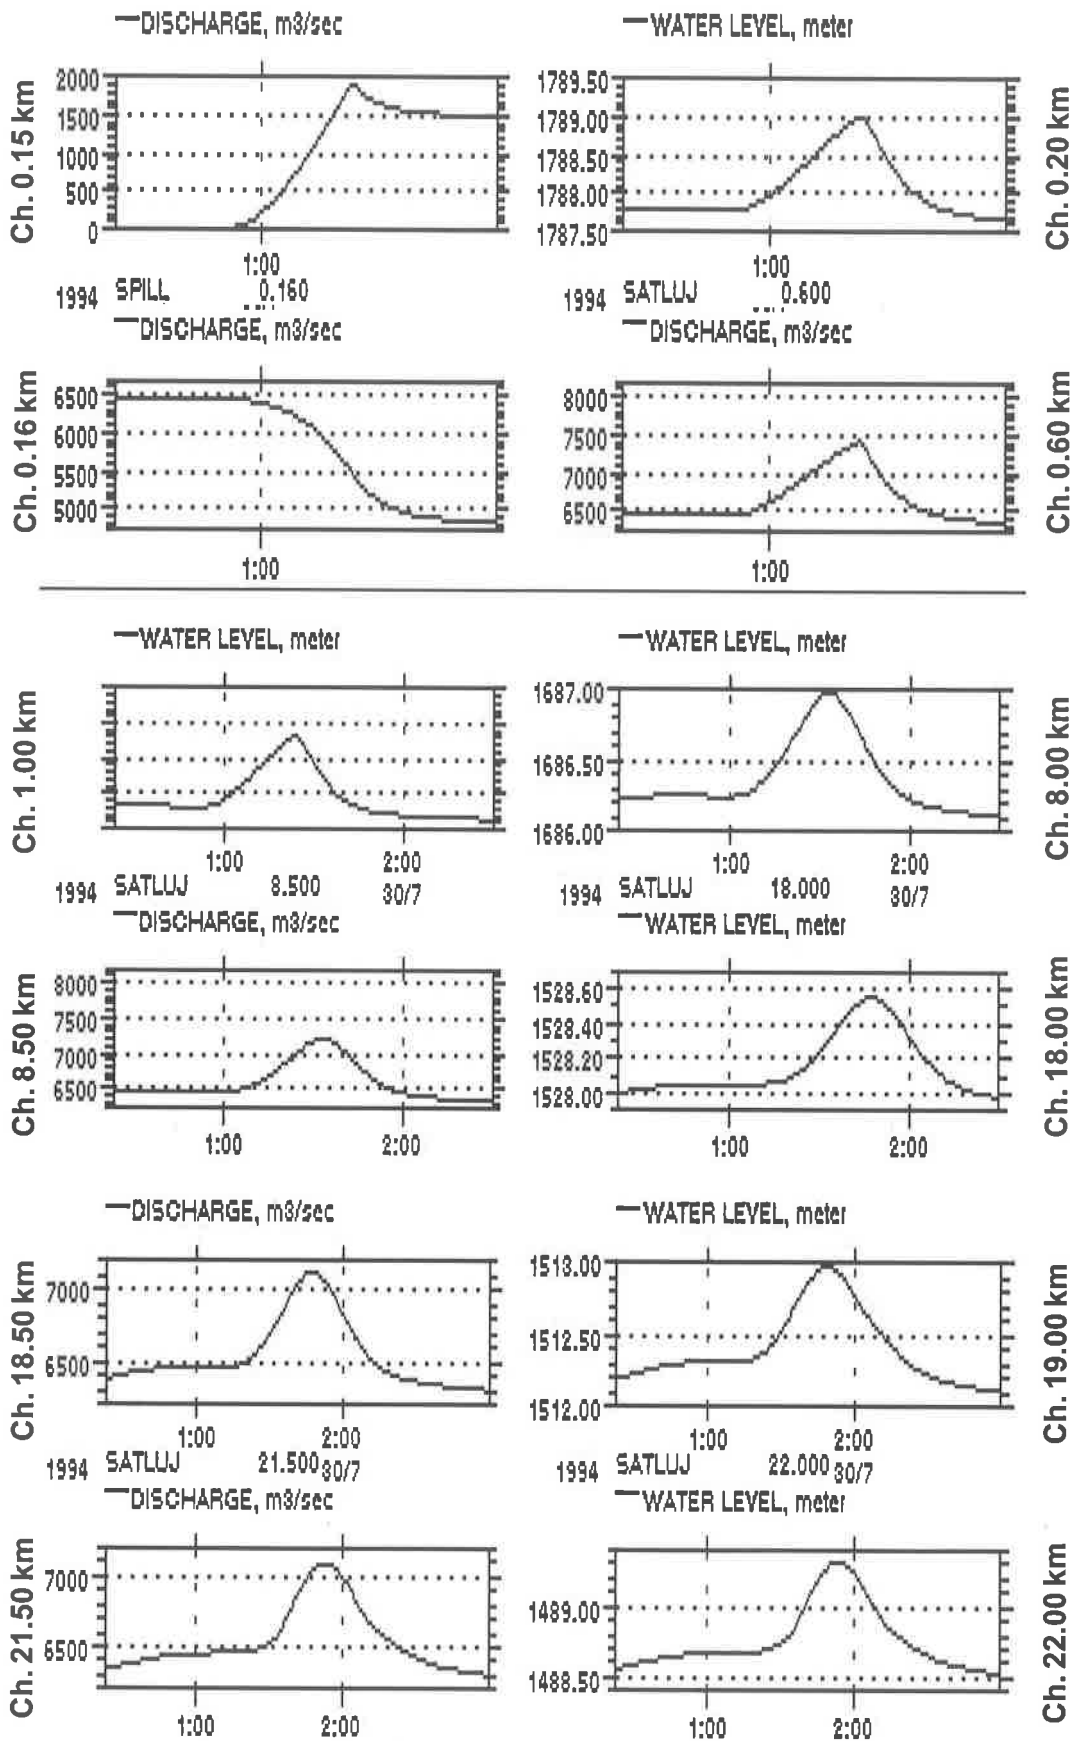 DISCHARGE, m3/sec
WATER LEVEL, meter
Ch. 0.15 km
2000
1500
1000
500
0
1:00
1789.50
1789.00
1788.50
1788.00
1787.50
1:00
Ch. 0.20 km
1994 SPILL 0.160
1994 SATLUJ 0.600
DISCHARGE, m3/sec
DISCHARGE, m3/sec
Ch. 0.16 km
6500
6000
5500
5000
1:00
8000
7500
7000
6500
1:00
Ch. 0.60 km
WATER LEVEL, meter
WATER LEVEL, meter
Ch. 1.00 km
1:00 2:00
1687.00
1686.50
1686.00
1:00 2:00
Ch. 8.00 km
1994 SATLUJ 8.500 30/7
1994 SATLUJ 18.000 30/7
DISCHARGE, m3/sec
WATER LEVEL, meter
Ch. 8.50 km
8000
7500
7000
6500
1:00 2:00
1528.60
1528.40
1528.20
1528.00
1:00 2:00
Ch. 18.00 km
DISCHARGE, m3/sec
WATER LEVEL, meter
Ch. 18.50 km
7000
6500
1:00 2:00
1513.00
1512.50
1512.00
1:00 2:00
Ch. 19.00 km
1994 SATLUJ 21.500 30/7
1994 SATLUJ 22.000 30/7
DISCHARGE, m3/sec
WATER LEVEL, meter
Ch. 21.50 km
7000
6500
1:00 2:00
1489.00
1488.50
1:00 2:00
Ch. 22.00 km